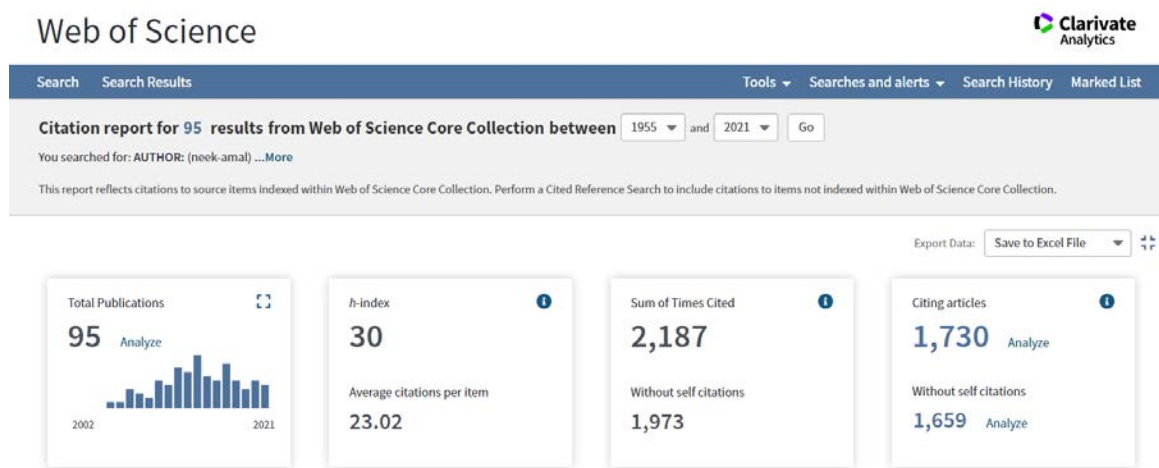 Web of Science
Clarivate
Analytics
Search Search Results Tools Searches and alerts Search History Marked List
Citation report for 95 results from Web of Science Core Collection between 1955 and 2021 Go
You searched for: AUTHOR: (neek-amal) ...More
This report reflects citations to source items indexed within Web of Science Core Collection. Perform a Cited Reference Search to include citations to items not indexed within Web of Science Core Collection.
Export Data: Save to Excel File
Total Publications
95 Analyze
2002 2021
h-index
30
Average citations per item
23.02
Sum of Times Cited
2,187
Without self citations
1,973
Citing articles
1,730 Analyze
Without self citations
1,659 Analyze